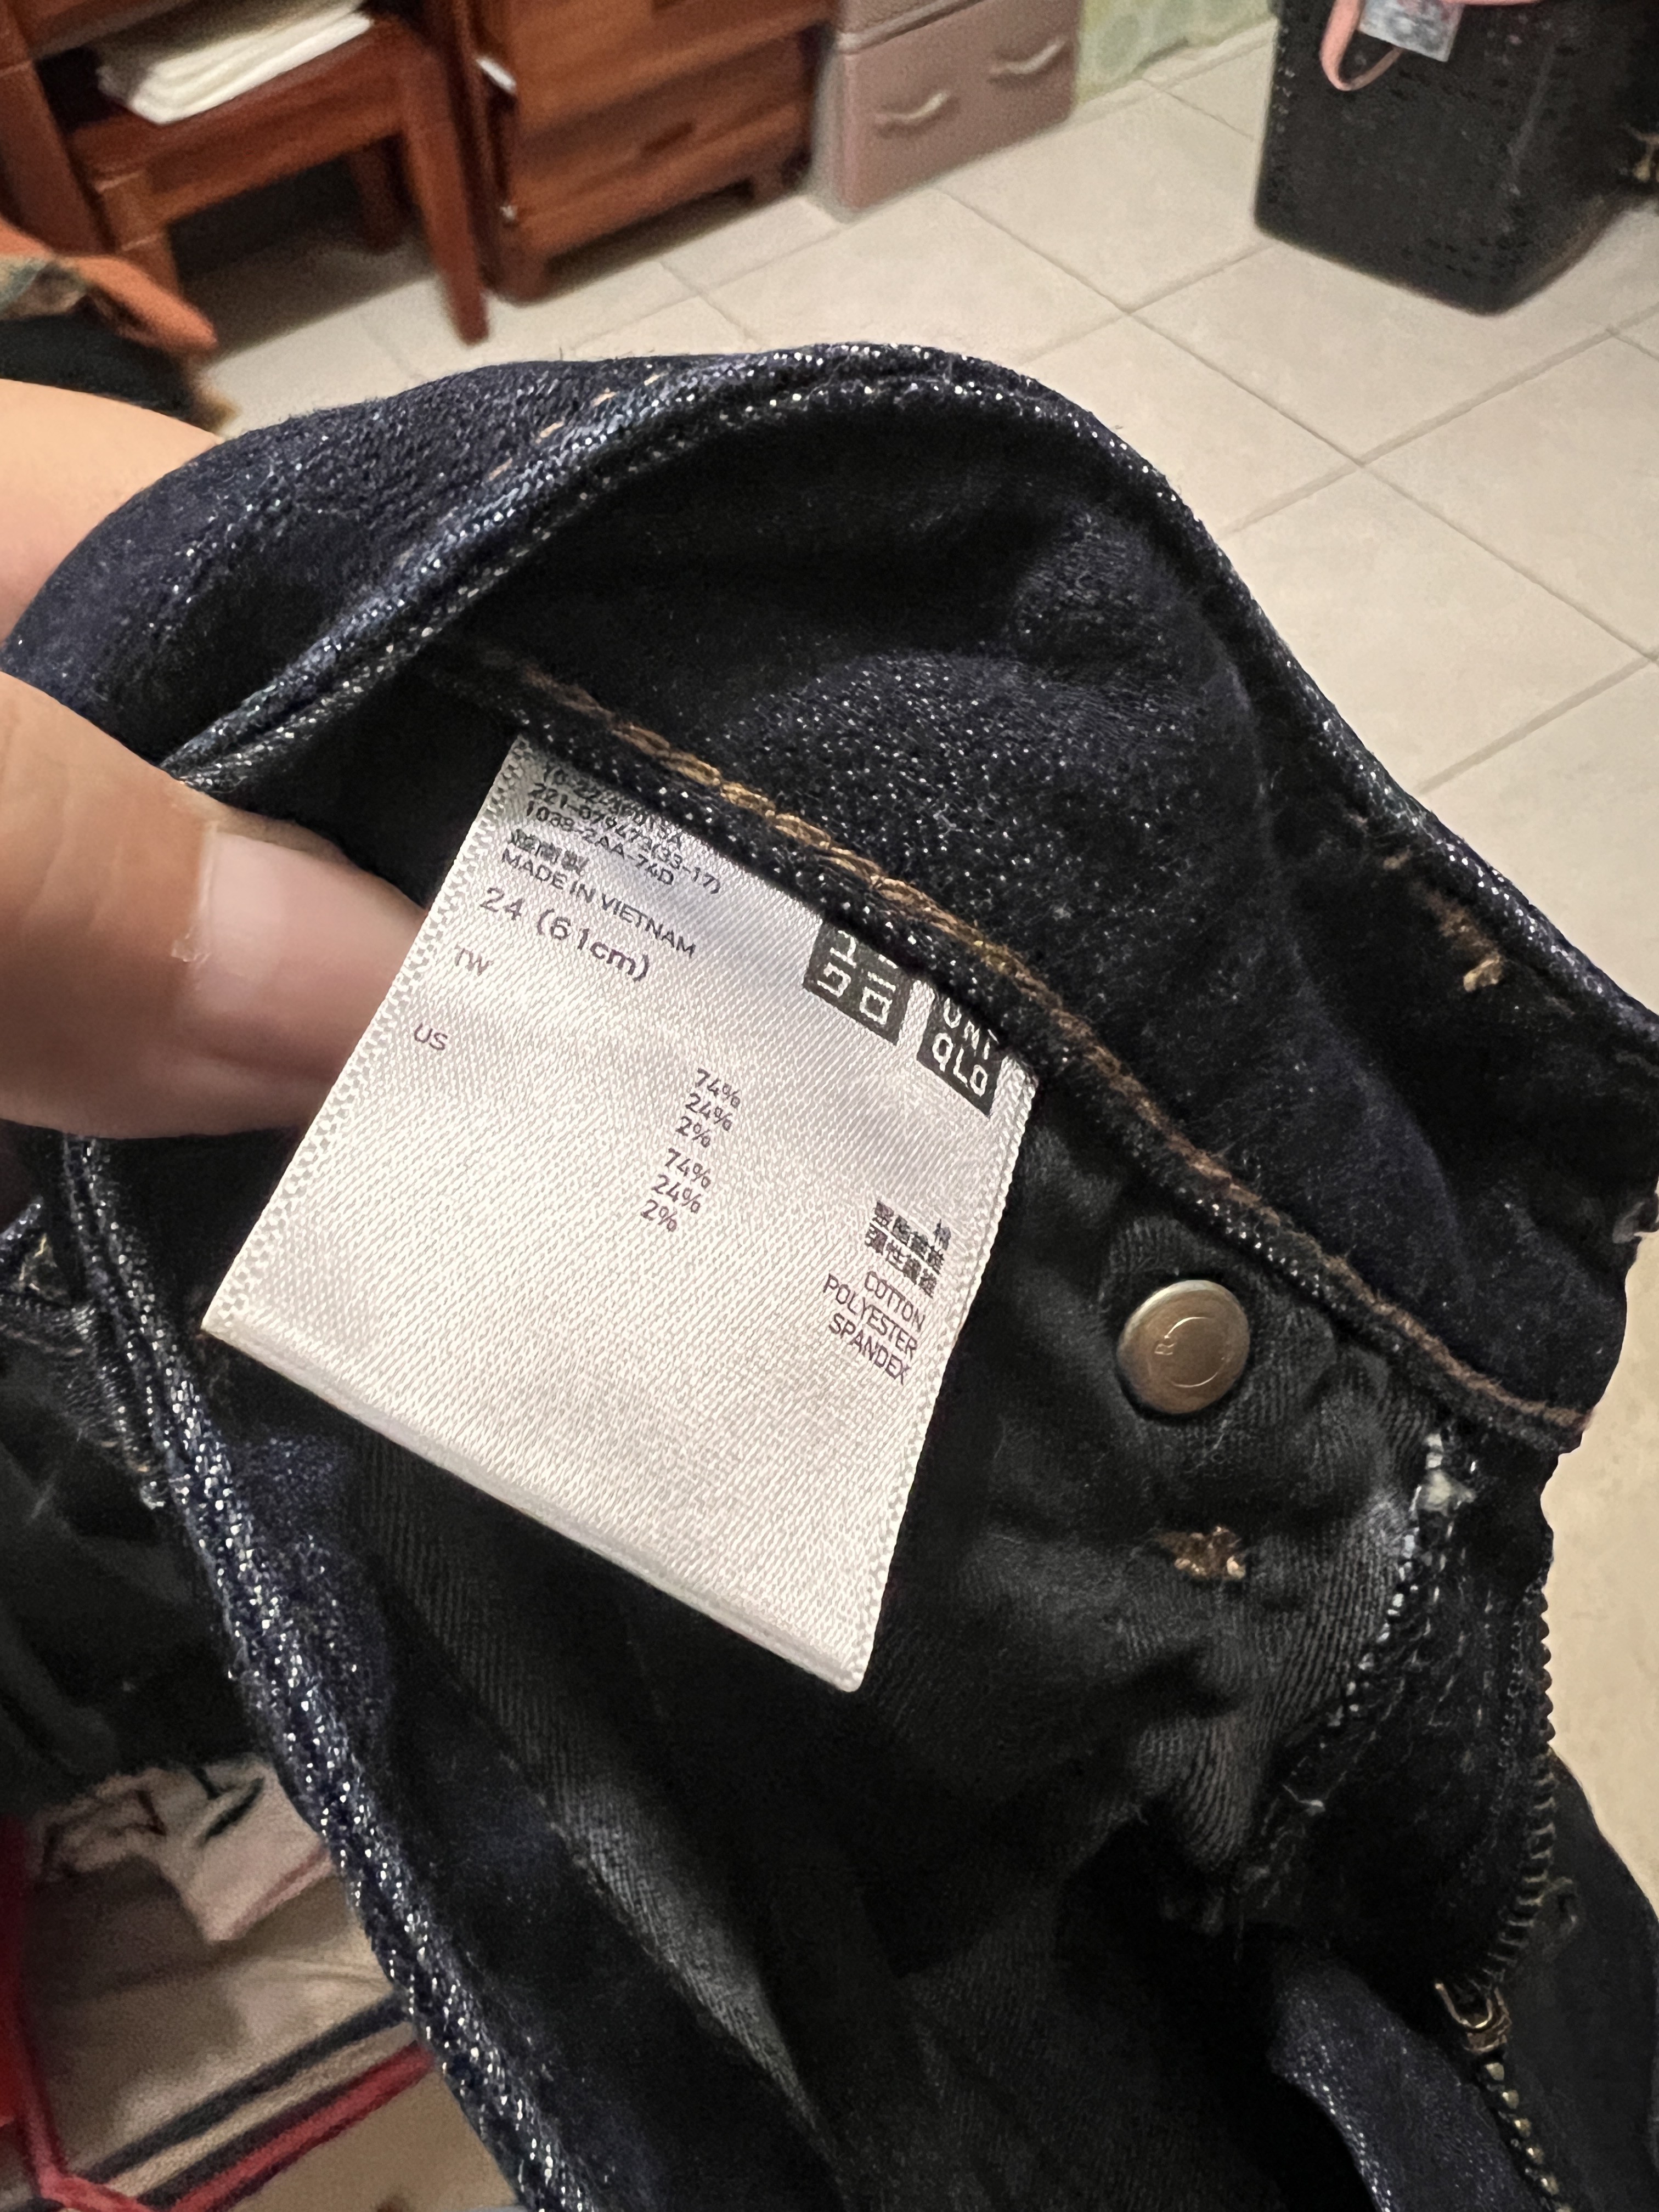 221-079472(33-17)
1038-2AA-74D
越南製
MADE IN VIETNAM
24 (61cm)
TW
74% 棉
24% 聚酯纖維
2% 彈性纖維
US
74% COTTON
24% POLYESTER
2% SPANDEX
ユニ
クロ
UNI
QLO